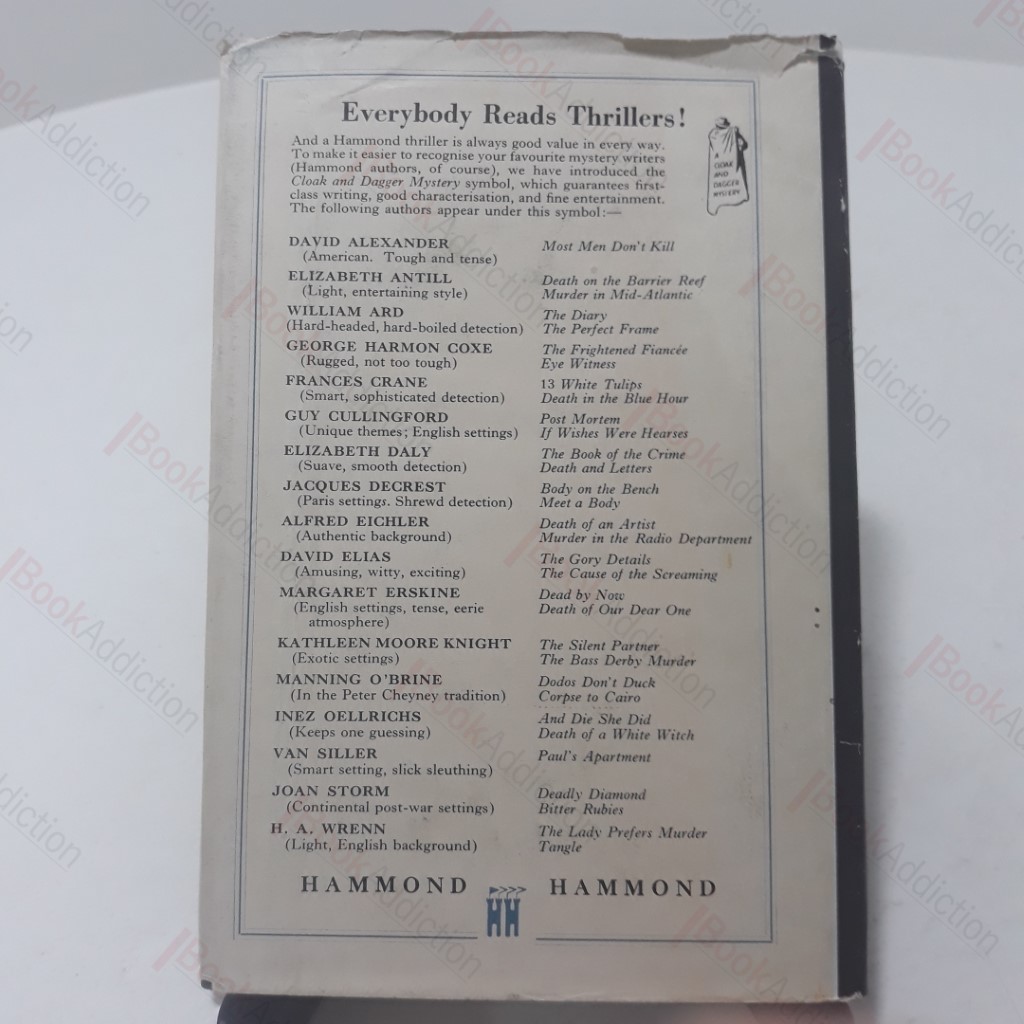 Everybody Reads Thrillers!
And a Hammond thriller is always good value in every way.
To make it easier to recognise your favourite mystery writers
(Hammond authors, of course), we have introduced the
Cloak and Dagger Mystery symbol, which guarantees first-
class writing, good characterisation, and fine entertainment.
The following authors appear under this symbol:—
A
CLOAK
AND
DAGGER
MYSTERY
DAVID ALEXANDER Most Men Don't Kill
(American. Tough and tense)
ELIZABETH ANTILL Death on the Barrier Reef
(Light, entertaining style) Murder in Mid-Atlantic
WILLIAM ARD The Diary
(Hard-headed, hard-boiled detection) The Perfect Frame
GEORGE HARMON COXE The Frightened Fiancée
(Rugged, not too tough) Eye Witness
FRANCES CRANE 13 White Tulips
(Smart, sophisticated detection) Death in the Blue Hour
GUY CULLINGFORD Post Mortem
(Unique themes; English settings) If Wishes Were Hearses
ELIZABETH DALY The Book of the Crime
(Suave, smooth detection) Death and Letters
JACQUES DECREST Body on the Bench
(Paris settings. Shrewd detection) Meet a Body
ALFRED EICHLER Death of an Artist
(Authentic background) Murder in the Radio Department
DAVID ELIAS The Gory Details
(Amusing, witty, exciting) The Cause of the Screaming
MARGARET ERSKINE Dead by Now
(English settings, tense, eerie Death of Our Dear One
atmosphere)
KATHLEEN MOORE KNIGHT The Silent Partner
(Exotic settings) The Bass Derby Murder
MANNING O'BRINE Dodos Don't Duck
(In the Peter Cheyney tradition) Corpse to Cairo
INEZ OELLRICHS And Die She Did
(Keeps one guessing) Death of a White Witch
VAN SILLER Paul's Apartment
(Smart setting, slick sleuthing)
JOAN STORM Deadly Diamond
(Continental post-war settings) Bitter Rubies
H. A. WRENN The Lady Prefers Murder
(Light, English background) Tangle
HAMMOND HH HAMMOND
BookAddiction